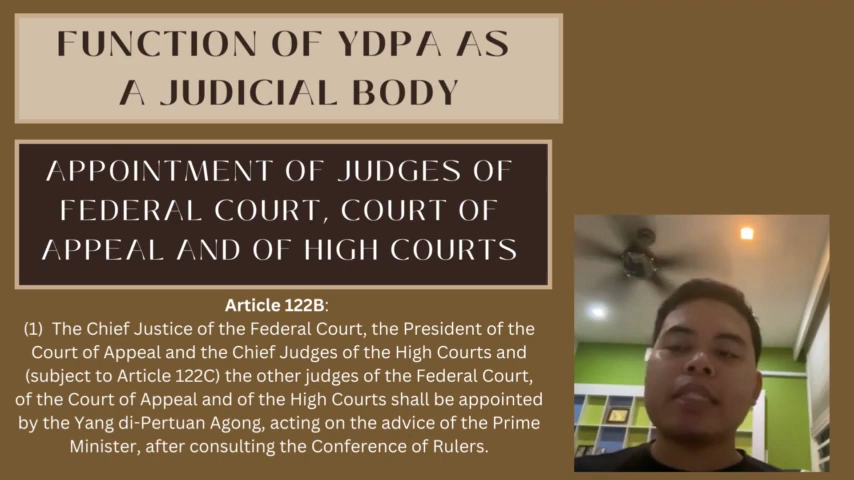 FUNCTION OF YDPA AS
A JUDICIAL BODY
APPOINTMENT OF JUDGES OF
FEDERAL COURT, COURT OF
APPEAL AND OF HIGH COURTS
Article 122B:
(1) The Chief Justice of the Federal Court, the President of the
Court of Appeal and the Chief Judges of the High Courts and
(subject to Article 122C) the other judges of the Federal Court,
of the Court of Appeal and of the High Courts shall be appointed
by the Yang di-Pertuan Agong, acting on the advice of the Prime
Minister, after consulting the Conference of Rulers.